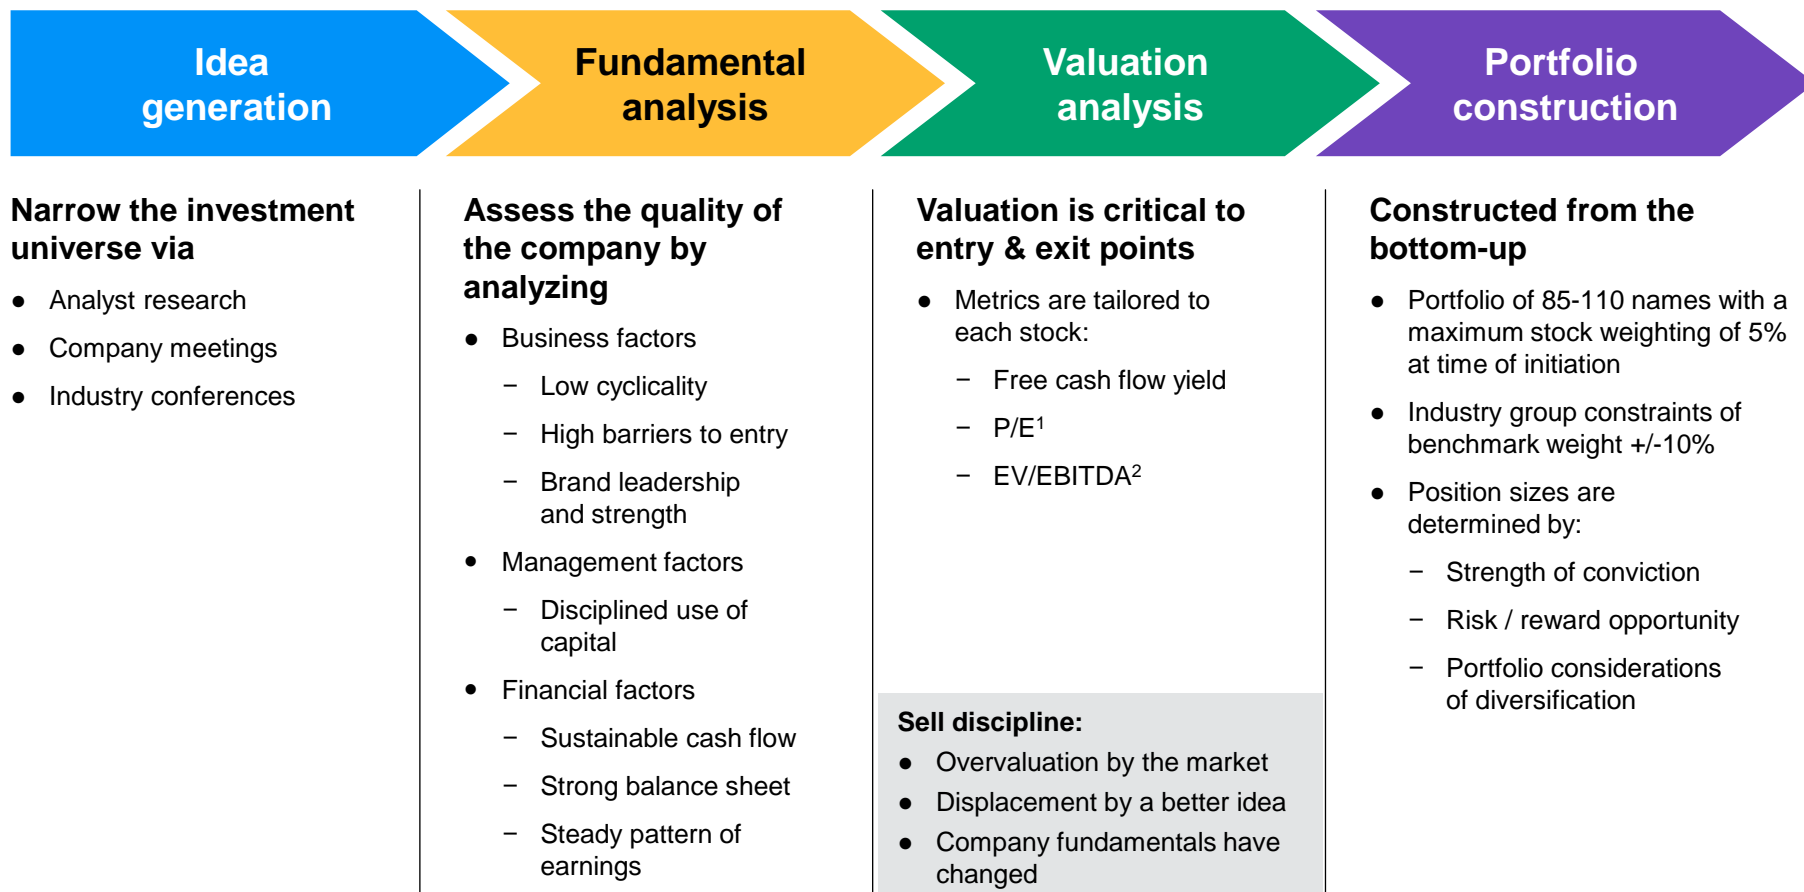 Idea
generation
Fundamental
analysis
Valuation
analysis
Portfolio
construction
Narrow the investment
universe via
● Analyst research
● Company meetings
● Industry conferences
Assess the quality of
the company by
analyzing
● Business factors
− Low cyclicality
− High barriers to entry
− Brand leadership
and strength
● Management factors
− Disciplined use of
capital
● Financial factors
− Sustainable cash flow
− Strong balance sheet
− Steady pattern of
earnings
Valuation is critical to
entry & exit points
● Metrics are tailored to
each stock:
− Free cash flow yield
− P/E¹
− EV/EBITDA²
Sell discipline:
● Overvaluation by the market
● Displacement by a better idea
● Company fundamentals have
changed
Constructed from the
bottom-up
● Portfolio of 85-110 names with a
maximum stock weighting of 5%
at time of initiation
● Industry group constraints of
benchmark weight +/-10%
● Position sizes are
determined by:
− Strength of conviction
− Risk / reward opportunity
− Portfolio considerations
of diversification